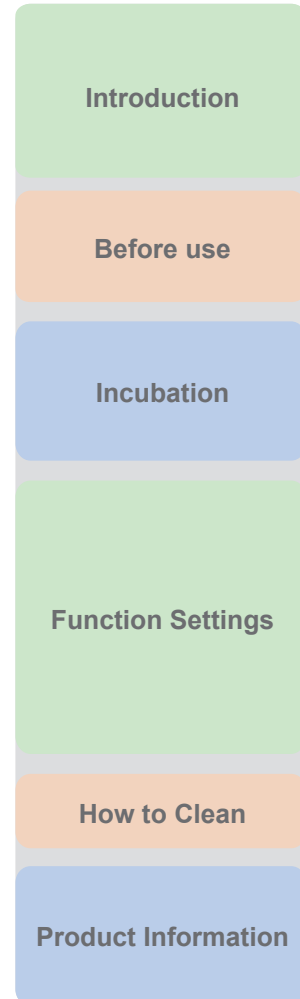 Introduction
Before use
Incubation
Function Settings
How to Clean
Product Information